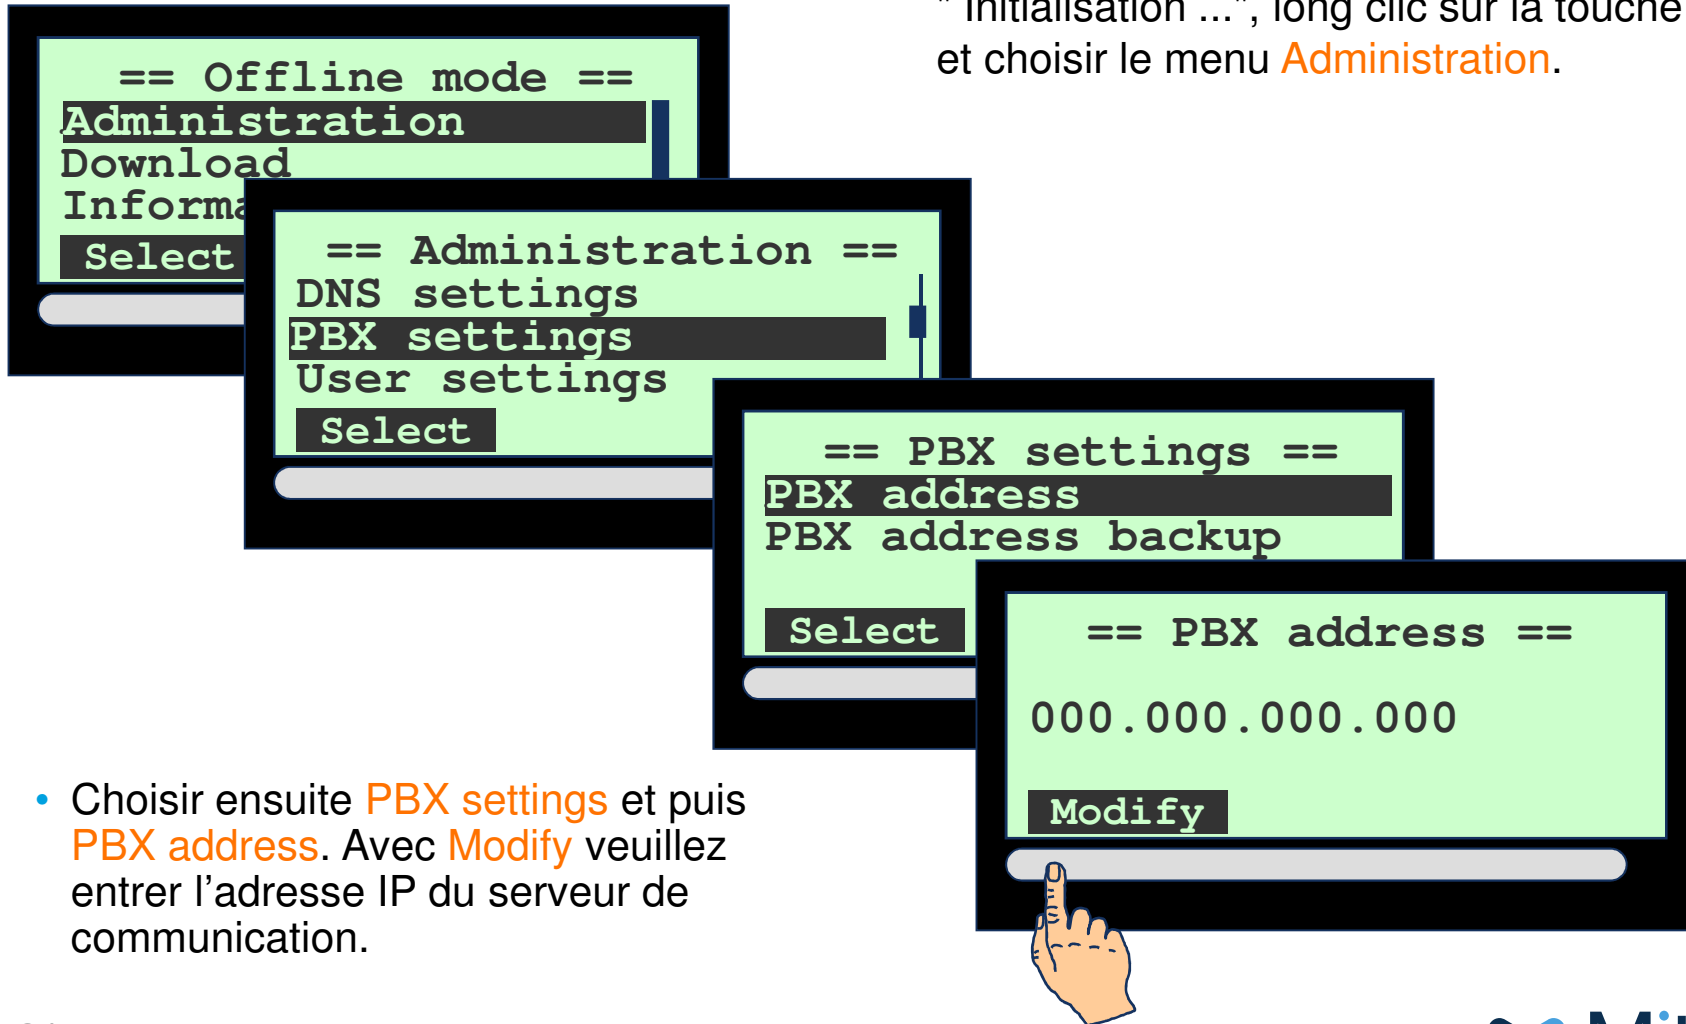 " Initialisation ...", long clic sur la touche
et choisir le menu Administration.
== Offline mode ==
Administration
Download
Select
== Administration ==
DNS settings
PBX settings
User settings
Select
== PBX settings ==
PBX address
PBX address backup
Select
== PBX address ==
000.000.000.000
Modify
• Choisir ensuite PBX settings et puis
PBX address. Avec Modify veuillez
entrer l’adresse IP du serveur de
communication.